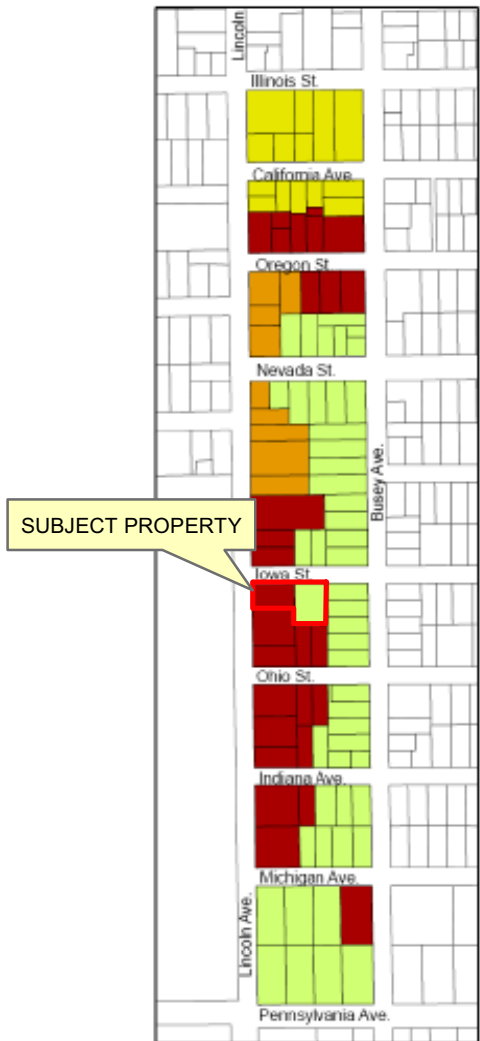 Lincoln
Illinois St.
California Ave.
Oregon St.
Nevada St.
Busey Ave.
SUBJECT PROPERTY
Iowa St.
Ohio St.
Indiana Ave.
Michigan Ave.
Lincoln Ave.
Pennsylvania Ave.